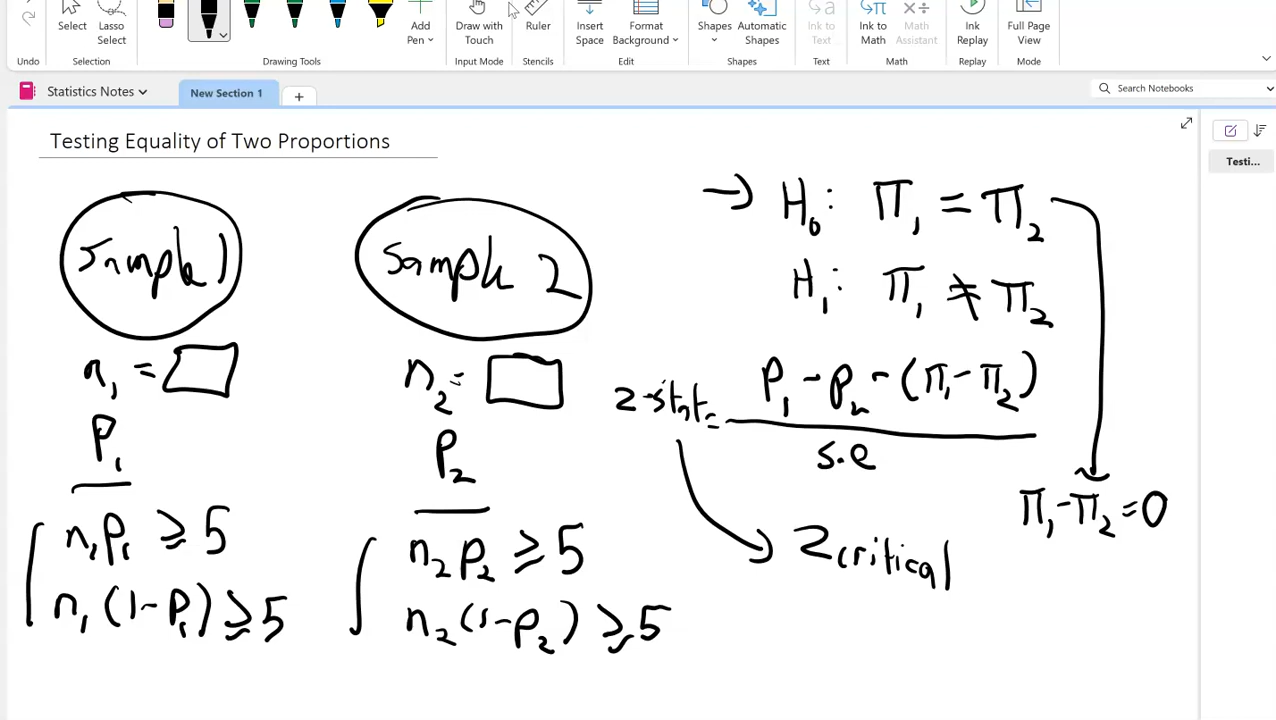 Undo
Select
Lasso Select
Selection
Drawing Tools
Add Pen
Draw with Touch
Input Mode
Ruler
Stencils
Insert Space
Format Background
Edit
Shapes
Automatic Shapes
Shapes
Ink to Text
Text
Ink to Math
Math Assistant
Math
Ink Replay
Replay
Full Page View
Mode
Statistics Notes
New Section 1
+
Search Notebooks
Testi...
Testing Equality of Two Proportions
Sample 1
Sample 2
n₁ =
n₂ =
P₁
P₂
n₁P₁ ≥ 5
n₁(1-P₁) ≥ 5
n₂P₂ ≥ 5
n₂(1-P₂) ≥ 5
→ H₀: π₁ = π₂
H₁: π₁ ≠ π₂
z-stat = P₁ - P₂ - (π₁ - π₂)
s.e
π₁ - π₂ = 0
Zcritical